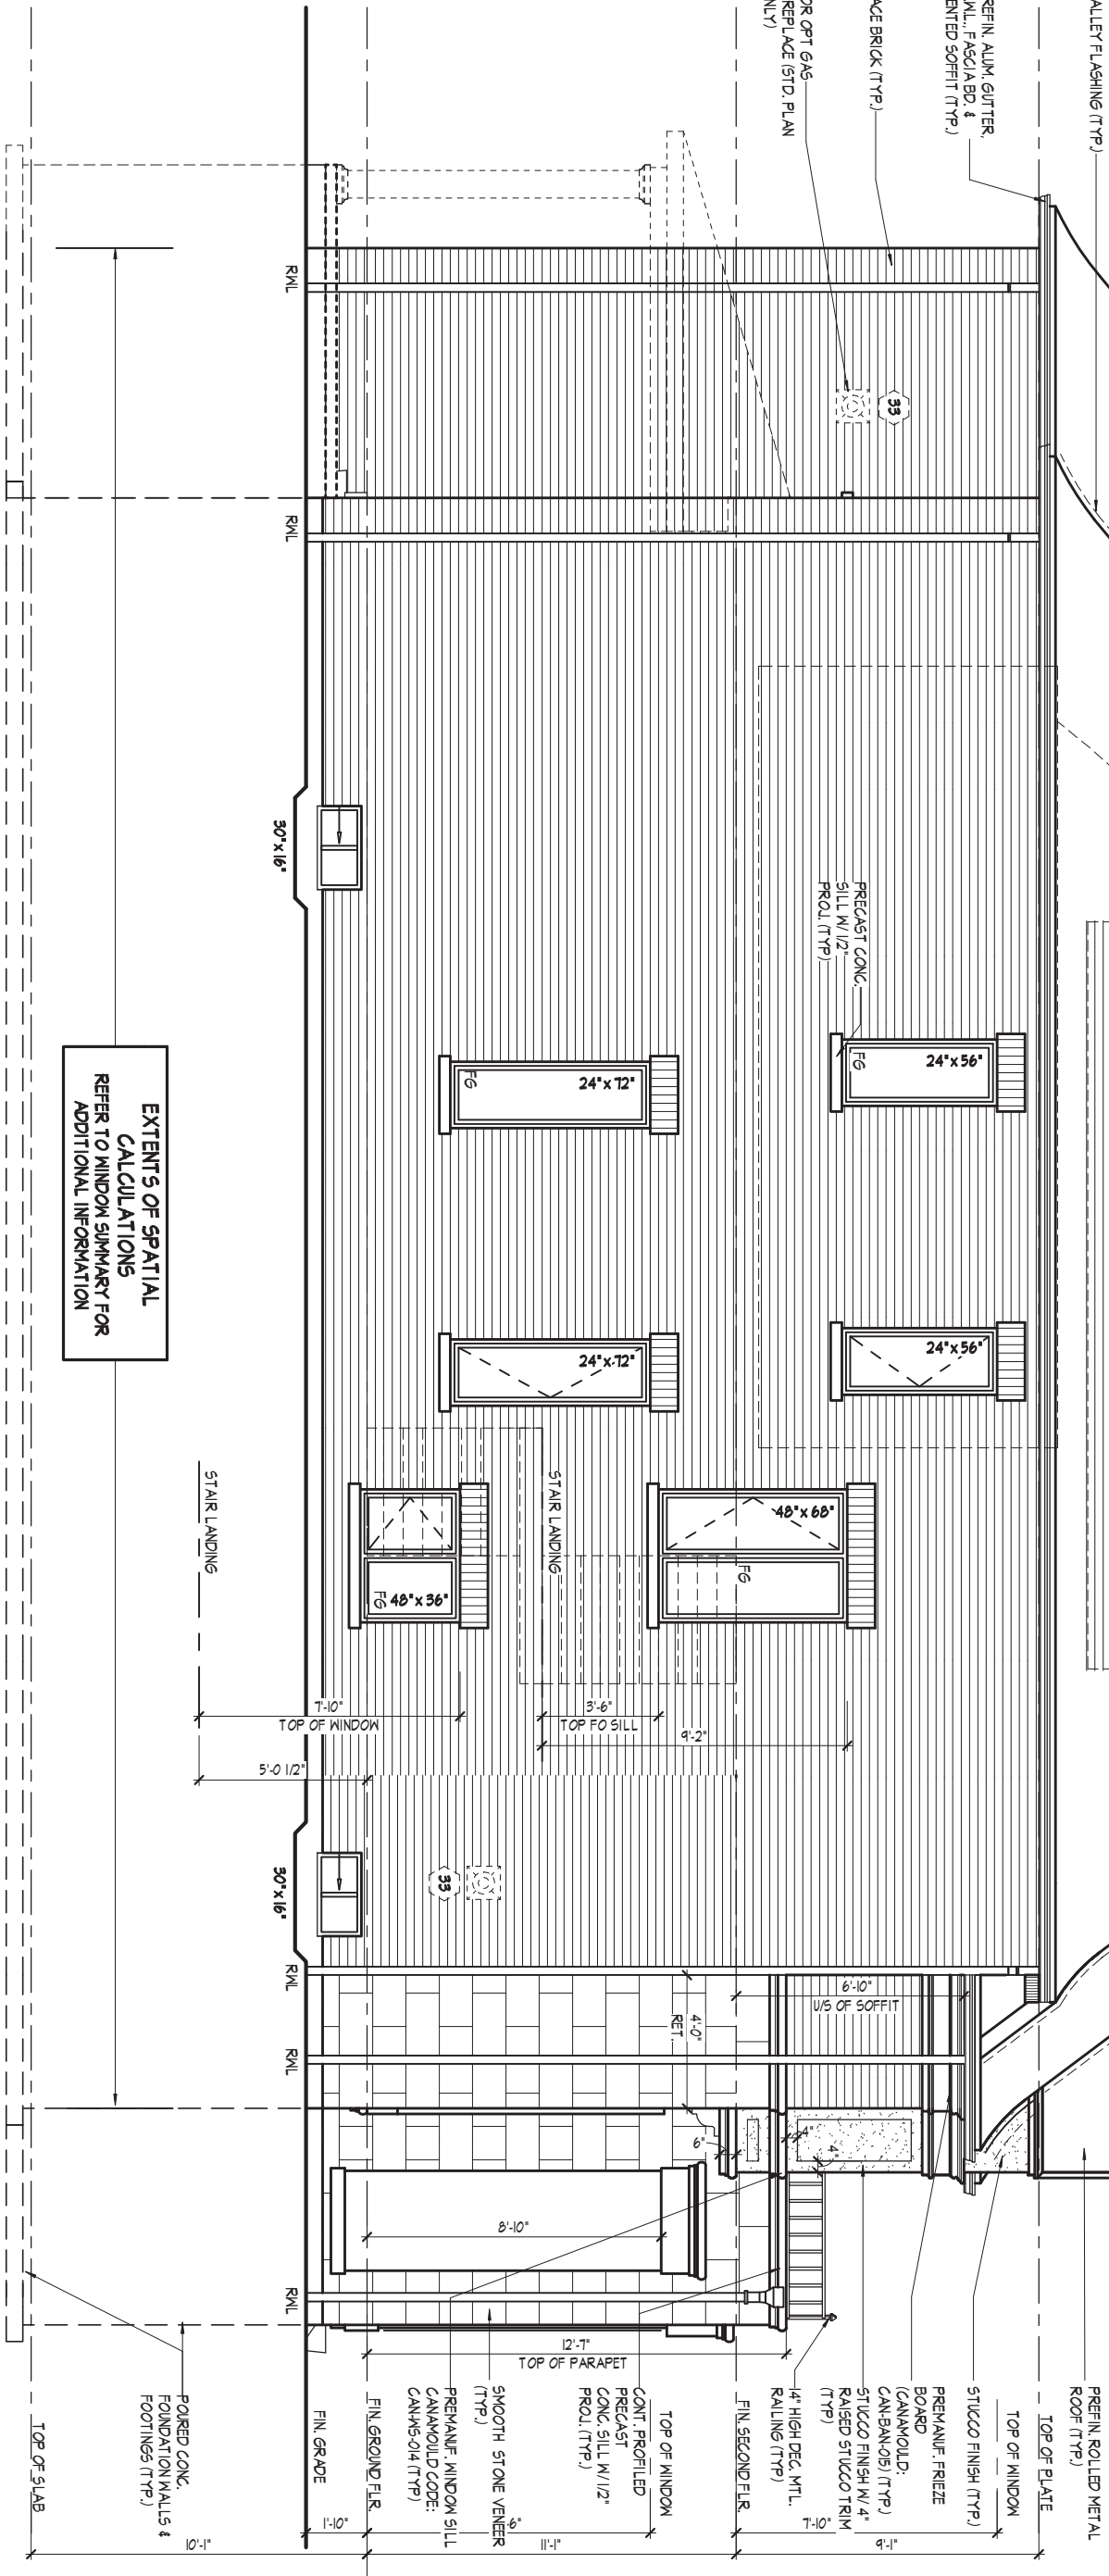 ALLEY FLASHING (TYP.)
REFIN. ALUM. GUTTER,
.W.L., FASCIA BD. &
ENTED SOFFIT (TYP.)
ACE BRICK (TYP.)
OR OPT GAS
REPLACE (STD. PLAN
NLY)
33
PRECAST CONC.
SILL W/ 1/2"
PROJ. (TYP)
24"x56"
FG
24"x56"
24"x72"
FG
24"x72"
48"x68"
FG
48"x36"
FG
STAIR LANDING
STAIR LANDING
7'-10"
TOP OF WINDOW
5'-0 1/2"
3'-6"
TOP FO SILL
9'-2"
33
30"x16"
30"x16"
RWL
RWL
RWL
RWL
RWL
EXTENTS OF SPATIAL
CALCULATIONS
REFER TO WINDOW SUMMARY FOR
ADDITIONAL INFORMATION
6'-10"
U/S OF SOFFIT
4'-0"
RET.
6"
4"
4"
8'-10"
12'-7"
TOP OF PARAPET
PREFIN. ROLLED METAL
ROOF (TYP.)
TOP OF PLATE
TOP OF WINDOW
STUCCO FINISH (TYP.)
PREMANUF. FRIEZE
BOARD
(CANAMOULD:
CAN-BAN-015) (TYP.)
STUCCO FINISH W/ 4"
RAISED STUCCO TRIM
(TYP)
14" HIGH DEC. MTL.
RAILING (TYP)
FIN. SECOND FLR.
TOP OF WINDOW
CONT. PROFILED
PRECAST
CONC. SILL W/ 1/2"
PROJ. (TYP.)
SMOOTH STONE VENEER
(TYP.)
PREMANUF. WINDOW SILL
CANAMOULD CODE:
CAN-WS-014 (TYP)
FIN. GROUND FLR.
FIN. GRADE
POURED CONC.
FOUNDATION WALLS &
FOOTINGS (TYP.)
TOP OF SLAB
9'-1"
7'-10"
11'-1"
-6"
1'-10"
10'-1"